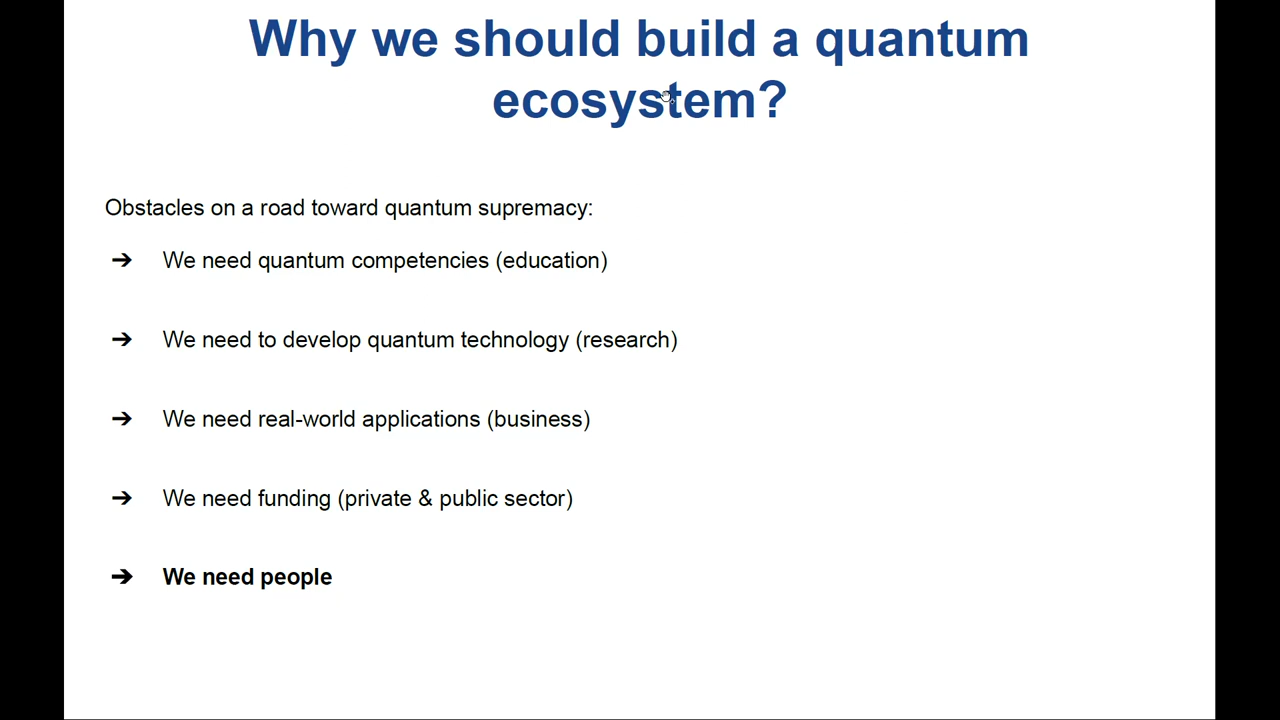 Why we should build a quantum
ecosystem?
Obstacles on a road toward quantum supremacy:
➔ We need quantum competencies (education)
➔ We need to develop quantum technology (research)
➔ We need real-world applications (business)
➔ We need funding (private & public sector)
➔ We need people